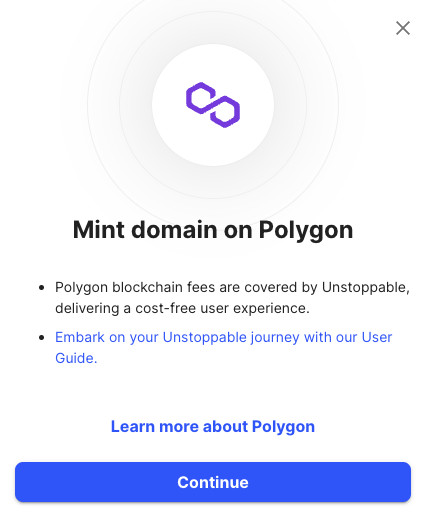 Mint domain on Polygon
Polygon blockchain fees are covered by Unstoppable,
delivering a cost-free user experience.
Embark on your Unstoppable journey with our User
Guide.
Learn more about Polygon
Continue